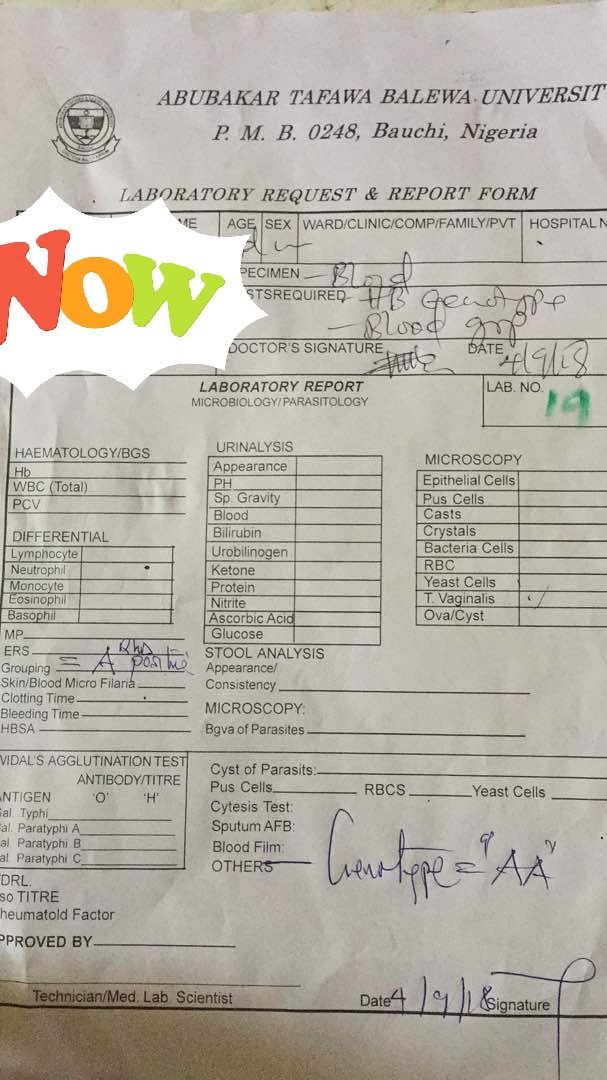 ABUBAKAR TAFAWA BALEWA UNIVERSIT
P. M. B. 0248, Bauchi, Nigeria
LABORATORY REQUEST & REPORT FORM
ME AGE SEX WARD/CLINIC/COMP/FAMILY/PVT HOSPITAL N
NOW
PECIMEN - Blood
STSREQUIRED - HB genotype
- Blood grp
DOCTOR'S SIGNATURE DATE 4/9/18
LABORATORY REPORT
MICROBIOLOGY/PARASITOLOGY
LAB. NO. 19
HAEMATOLOGY/BGS
Hb
WBC (Total)
PCV
DIFFERENTIAL
Lymphocyte
Neutrophil
Monocyte
Eosinophil
Basophil
MP
ERS
Grouping = A Rhd positive
Skin/Blood Micro Filaria
Clotting Time
Bleeding Time
HBSA
URINALYSIS
Appearance
PH
Sp. Gravity
Blood
Bilirubin
Urobilinogen
Ketone
Protein
Nitrite
Ascorbic Acid
Glucose
MICROSCOPY
Epithelial Cells
Pus Cells
Casts
Crystals
Bacteria Cells
RBC
Yeast Cells
T. Vaginalis
Ova/Cyst
STOOL ANALYSIS
Appearance/
Consistency
MICROSCOPY:
Bgva of Parasites
VIDAL'S AGGLUTINATION TEST
ANTIBODY/TITRE
NTIGEN 'O' 'H'
al. Typhi
al. Paratyphi A
al. Paratyphi B
al. Paratyphi C
DRL.
so TITRE
heumatold Factor
PPROVED BY
Cyst of Parasits:
Pus Cells RBCS Yeast Cells
Cytesis Test:
Sputum AFB:
Blood Film:
OTHERS Genotype = "AA"
Technician/Med. Lab. Scientist Date 4/9/18 Signature